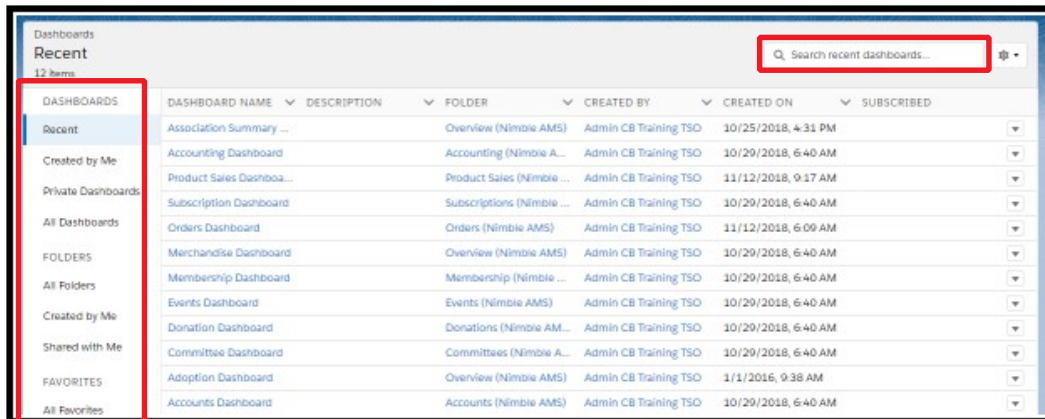 Dashboards
Recent
12 items
Search recent dashboards...
DASHBOARDS
Recent
Created by Me
Private Dashboards
All Dashboards
FOLDERS
All Folders
Created by Me
Shared with Me
FAVORITES
All Favorites
DASHBOARD NAME DESCRIPTION FOLDER CREATED BY CREATED ON SUBSCRIBED
Association Summary ... Overview (Nimble AMS) Admin CB Training TSO 10/25/2018, 4:31 PM
Accounting Dashboard Accounting (Nimble A... Admin CB Training TSO 10/29/2018, 6:40 AM
Product Sales Dashboa... Product Sales (Nimble ... Admin CB Training TSO 11/12/2018, 9:17 AM
Subscription Dashboard Subscriptions (Nimble ... Admin CB Training TSO 10/29/2018, 6:40 AM
Orders Dashboard Orders (Nimble AMS) Admin CB Training TSO 11/12/2018, 6:09 AM
Merchandise Dashboard Overview (Nimble AMS) Admin CB Training TSO 10/29/2018, 6:40 AM
Membership Dashboard Membership (Nimble ... Admin CB Training TSO 10/29/2018, 6:40 AM
Events Dashboard Events (Nimble AMS) Admin CB Training TSO 10/29/2018, 6:40 AM
Donation Dashboard Donations (Nimble AM... Admin CB Training TSO 10/29/2018, 6:40 AM
Committee Dashboard Committees (Nimble A... Admin CB Training TSO 10/29/2018, 6:40 AM
Adoption Dashboard Overview (Nimble AMS) Admin CB Training TSO 1/1/2016, 9:38 AM
Accounts Dashboard Accounts (Nimble AMS) Admin CB Training TSO 10/29/2018, 6:40 AM